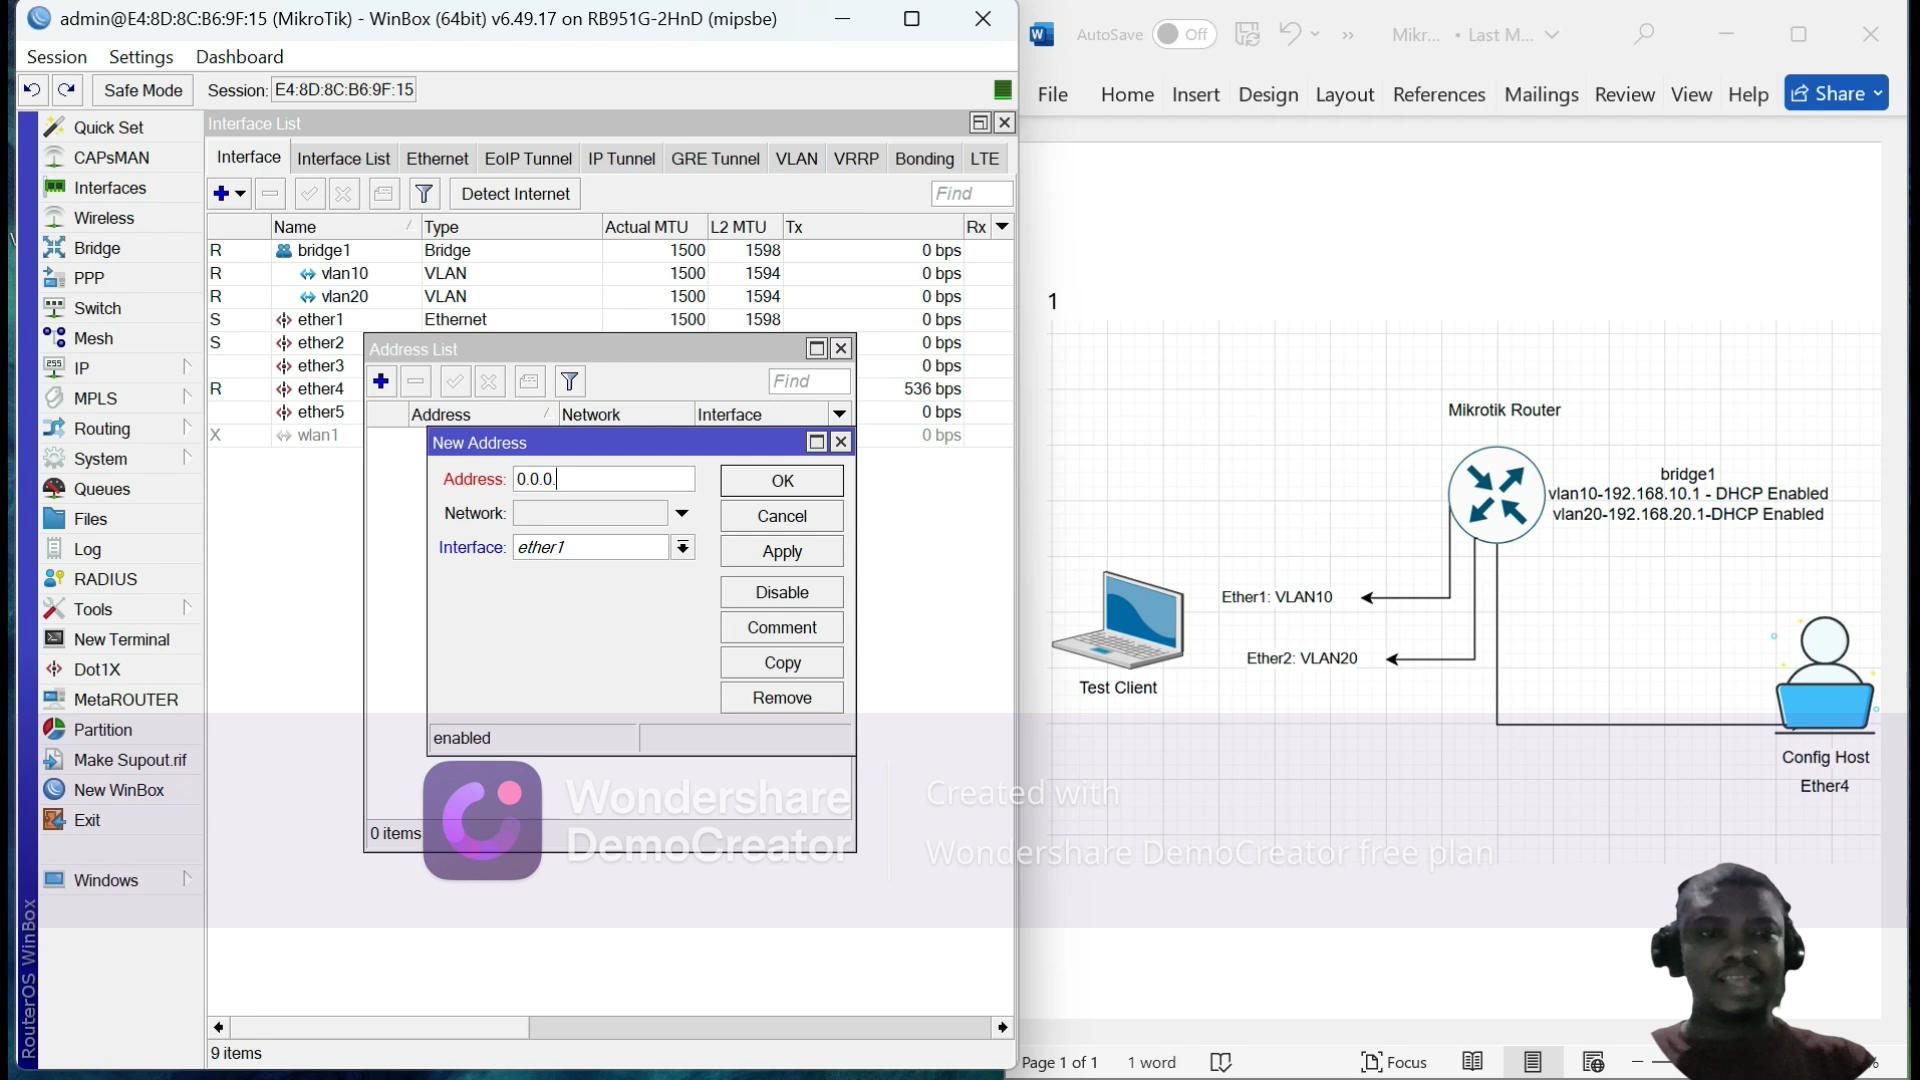 admin@E4:8D:8C:B6:9F:15 (MikroTik) - WinBox (64bit) v6.49.17 on RB951G-2HnD (mipsbe)
Session Settings Dashboard
Safe Mode Session: E4:8D:8C:B6:9F:15
Quick Set
CAPsMAN
Interfaces
Wireless
Bridge
PPP
Switch
Mesh
IP
MPLS
Routing
System
Queues
Files
Log
RADIUS
Tools
New Terminal
Dot1X
MetaROUTER
Partition
Make Supout.rif
New WinBox
Exit
Windows
RouterOS WinBox
Interface List
Interface Interface List Ethernet EoIP Tunnel IP Tunnel GRE Tunnel VLAN VRRP Bonding LTE
Detect Internet Find
Name Type Actual MTU L2 MTU Tx Rx
R bridge1 Bridge 1500 1598 0 bps
R vlan10 VLAN 1500 1594 0 bps
R vlan20 VLAN 1500 1594 0 bps
S ether1 Ethernet 1500 1598 0 bps
S ether2 0 bps
ether3 0 bps
R ether4 536 bps
ether5 0 bps
X wlan1 0 bps
Address List
Find
Address Network Interface
New Address
Address: 0.0.0.
Network:
Interface: ether1
OK
Cancel
Apply
Disable
Comment
Copy
Remove
enabled
0 items
9 items
Wondershare
DemoCreator
Created with
Wondershare DemoCreator free plan
AutoSave Off Mikr... • Last M...
File Home Insert Design Layout References Mailings Review View Help Share
1
Mikrotik Router
bridge1
vlan10-192.168.10.1 - DHCP Enabled
vlan20-192.168.20.1-DHCP Enabled
Ether1: VLAN10
Ether2: VLAN20
Test Client
Config Host
Ether4
Page 1 of 1 1 word Focus